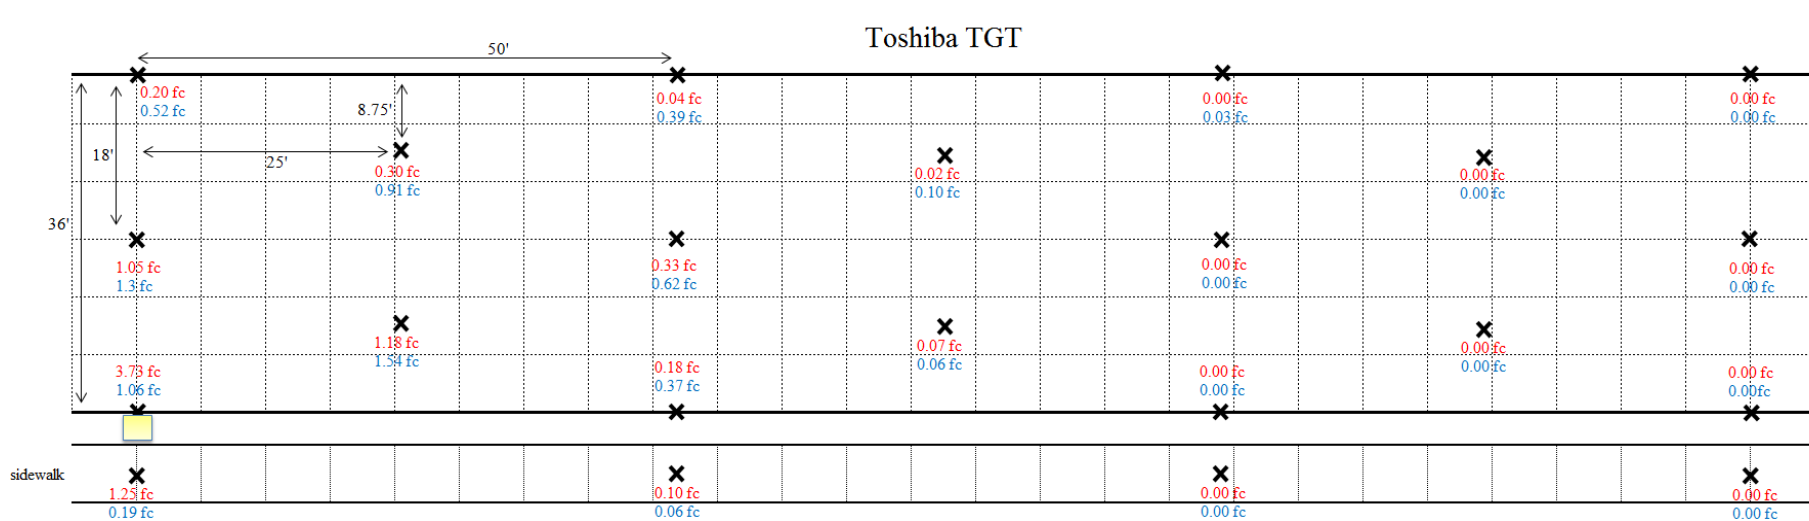 Toshiba TGT
50'
0.20 fc
0.52 fc
0.04 fc
0.39 fc
0.00 fc
0.03 fc
0.00 fc
0.00 fc
8.75'
18'
25'
0.30 fc
0.91 fc
0.02 fc
0.10 fc
0.00 fc
0.00 fc
36'
1.05 fc
1.3 fc
0.33 fc
0.62 fc
0.00 fc
0.00 fc
0.00 fc
0.00 fc
1.18 fc
1.54 fc
0.07 fc
0.06 fc
0.00 fc
0.00 fc
3.73 fc
1.06 fc
0.18 fc
0.37 fc
0.00 fc
0.00 fc
0.00 fc
0.00fc
sidewalk
1.25 fc
0.19 fc
0.10 fc
0.06 fc
0.00 fc
0.00 fc
0.00 fc
0.00 fc